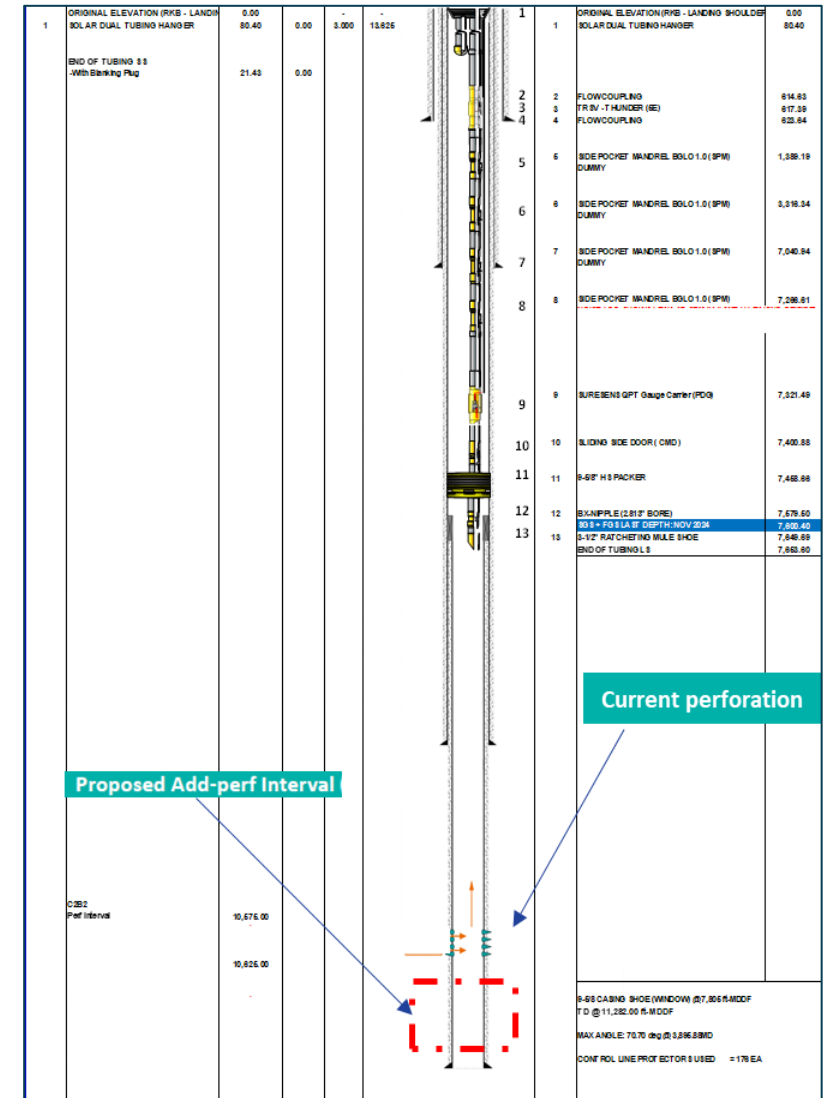 ORIGINAL ELEVATION (RKB - LANDIN 0.00 - -
1 SOLAR DUAL TUBING HANGER 80.40 0.00 3.000 13.625
END OF TUBING SS
-With Blanking Plug 21.43 0.00
1
2
3
4
5
6
7
8
9
10
11
12
13
ORIGINAL ELEVATION (RKB - LANDING SHOULDER 0.00
1 SOLAR DUAL TUBING HANGER 80.40
2 FLOWCOUPLING 614.63
3 TRSV - THUNDER (5E) 617.39
4 FLOWCOUPLING 623.64
5 SIDE POCKET MANDREL BGLO 1.0 (SPM) 1,389.19
DUMMY
6 SIDE POCKET MANDREL BGLO 1.0 (SPM) 3,316.34
DUMMY
7 SIDE POCKET MANDREL BGLO 1.0 (SPM) 7,040.94
DUMMY
8 SIDE POCKET MANDREL BGLO 1.0 (SPM) 7,266.61
9 SURESENS QPT Gauge Carrier (PDG) 7,321.49
10 SLIDING SIDE DOOR ( CMD ) 7,400.88
11 9-5/8" HS PACKER 7,458.66
12 BX-NIPPLE (2.813" BORE) 7,579.50
SGS + FGS LAST DEPTH: NOV 2024 7,600.40
13 3-1/2" RATCHETING MULE SHOE 7,649.69
END OF TUBING LS 7,653.60
Current perforation
Proposed Add-perf Interval
C2B2
Perf Interval 10,575.00
-
10,625.00
-
9-5/8 CASING SHOE (WINDOW) @7,805 ft-MDDF
TD @ 11,282.00 ft-MDDF
MAX ANGLE: 70.70 deg @ 3,896.88MD
CONTROL LINE PROTECTORS USED = 176 EA